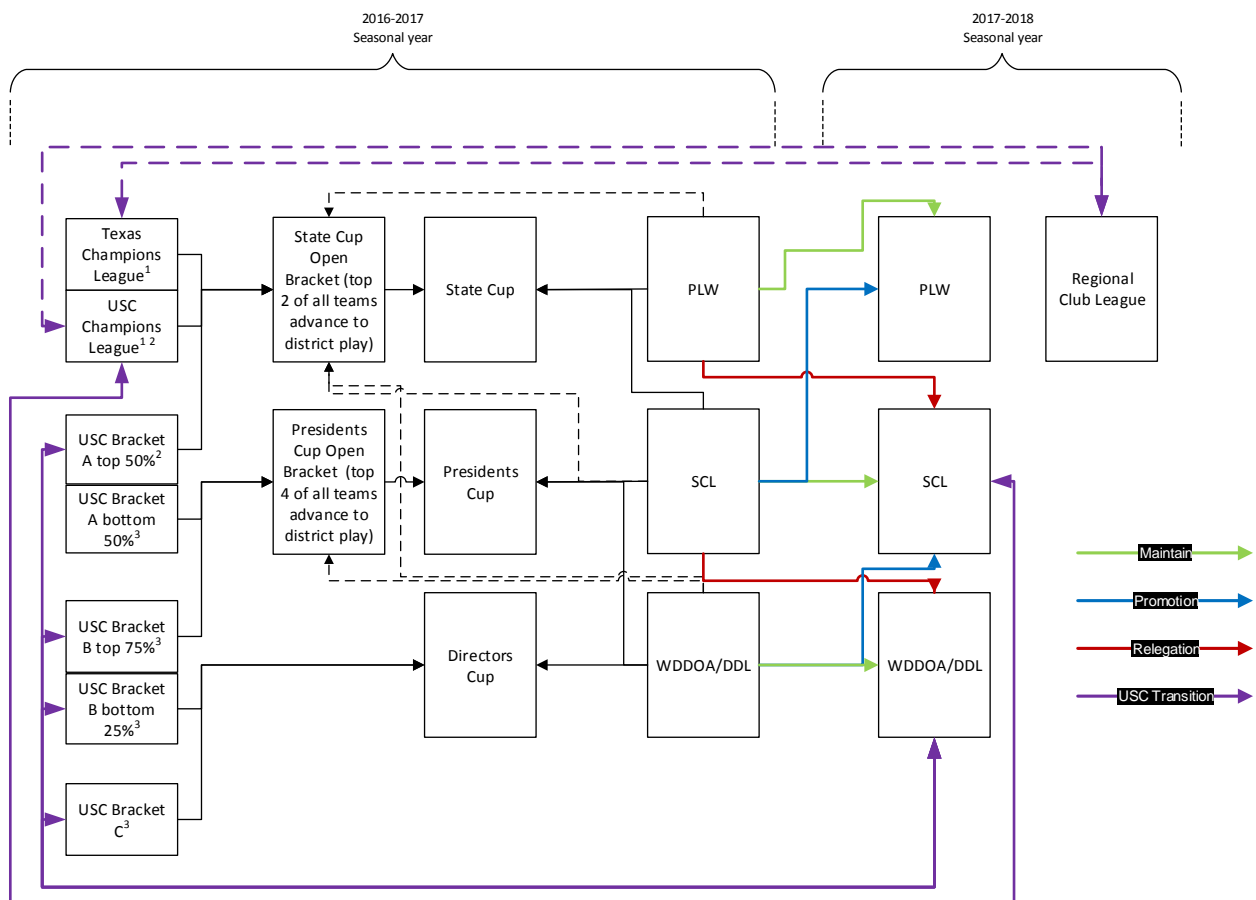 2016-2017
Seasonal year
2017-2018
Seasonal year
Texas
Champions
League¹
USC
Champions
League¹ ²
State Cup
Open
Bracket (top
2 of all teams
advance to
district play)
State Cup
PLW
PLW
Regional
Club League
USC Bracket
A top 50%²
USC Bracket
A bottom
50%³
Presidents
Cup Open
Bracket (top
4 of all teams
advance to
district play)
Presidents
Cup
SCL
SCL
USC Bracket
B top 75%³
USC Bracket
B bottom
25%³
Directors
Cup
WDDOA/DDL
WDDOA/DDL
USC Bracket
C³
Maintain
Promotion
Relegation
USC Transition